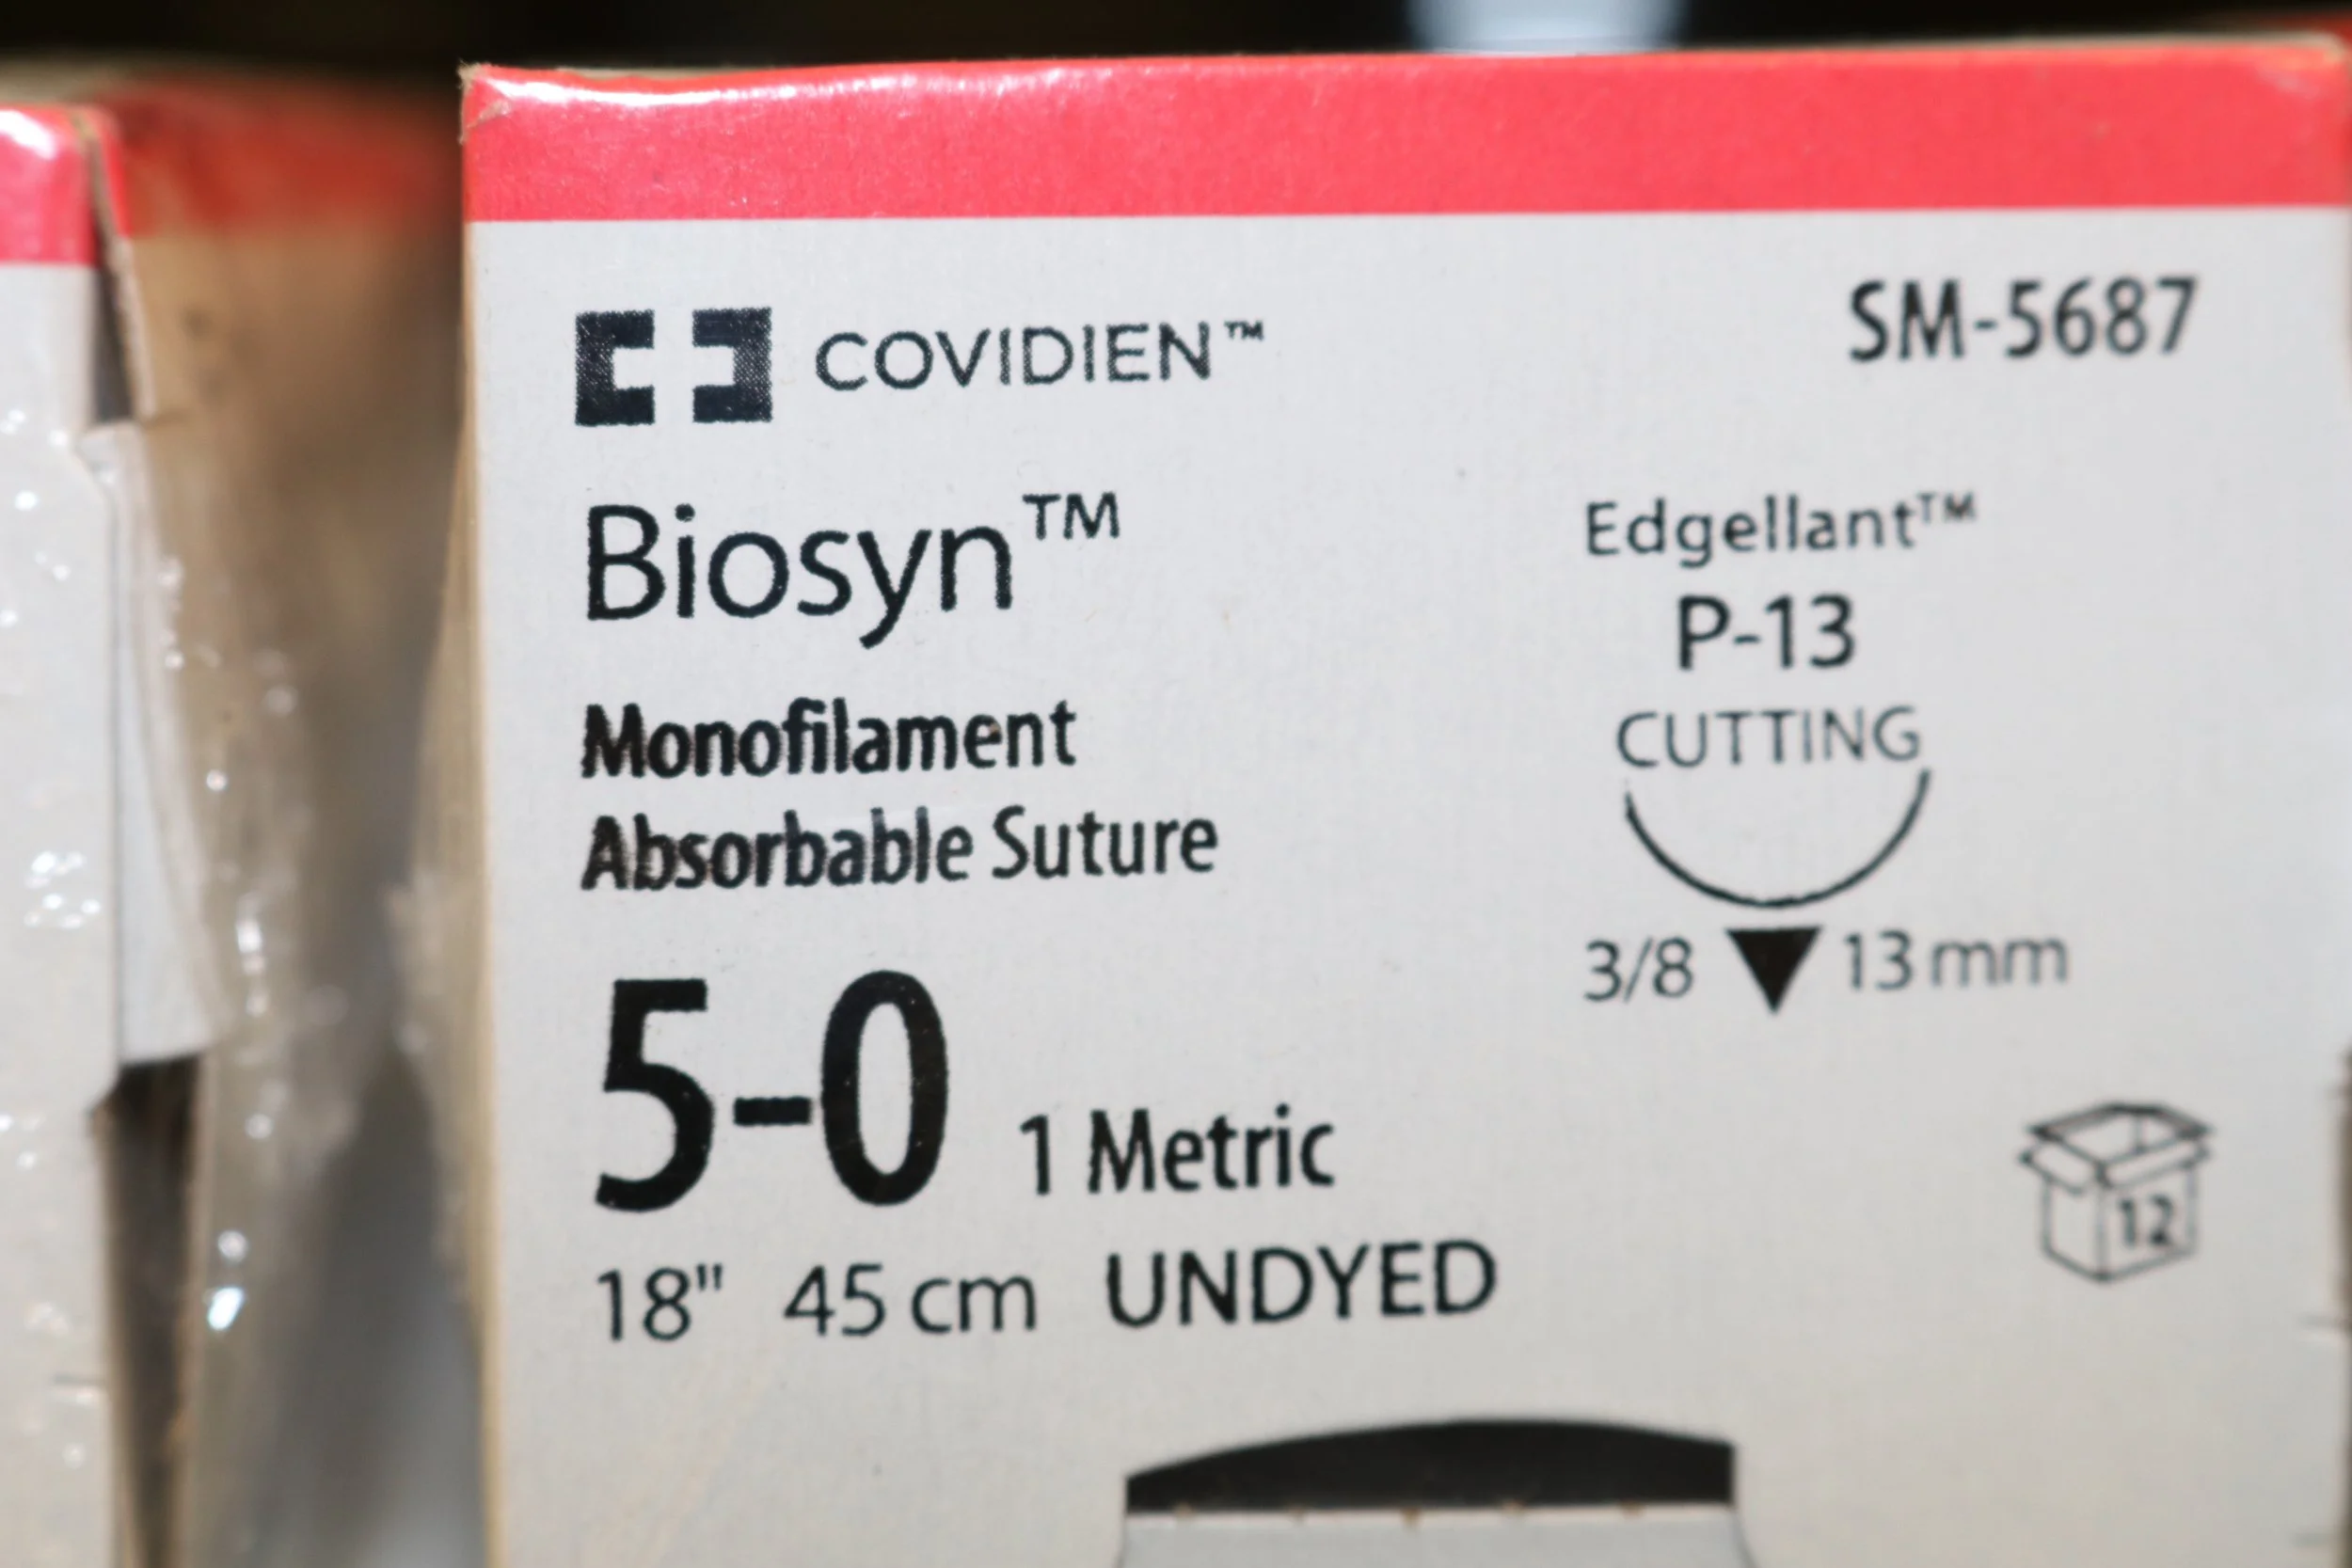 COVIDIEN™
SM-5687
Biosyn™
Monofilament
Absorbable Suture
Edgellant™
P-13
CUTTING
3/8 13 mm
5-0 1 Metric
18" 45 cm UNDYED
12